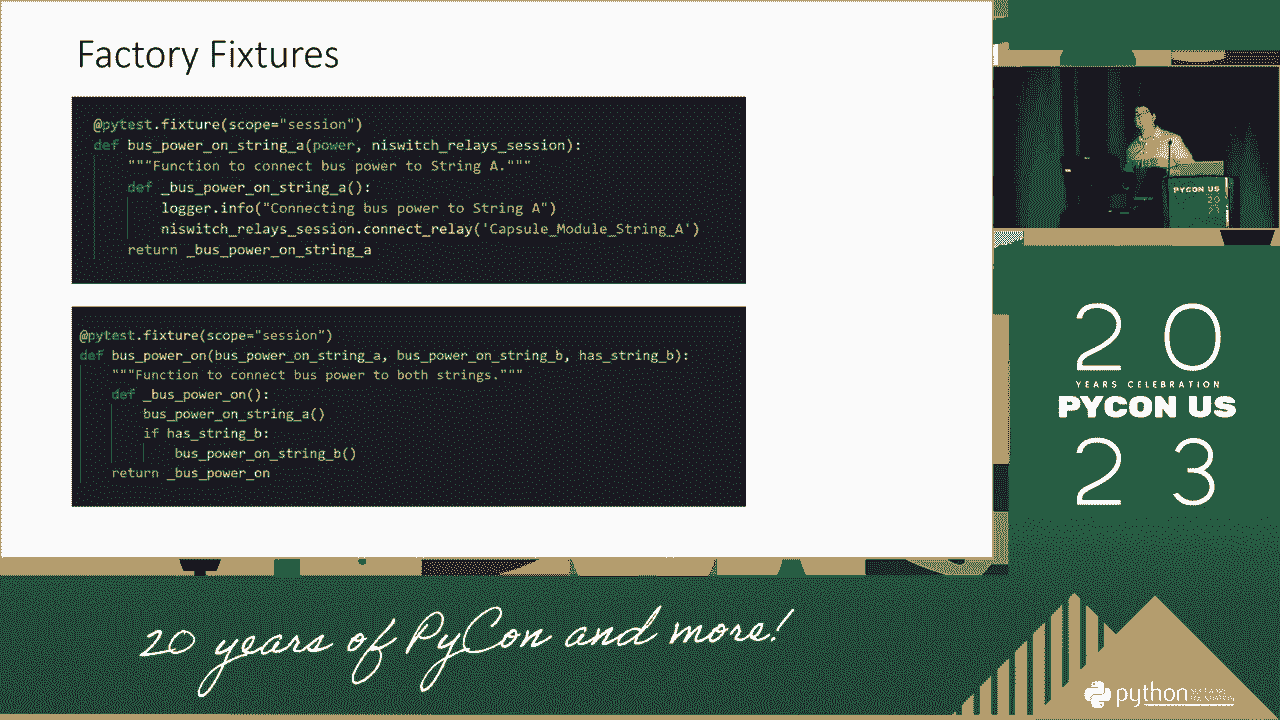 Factory Fixtures
@pytest.fixture(scope="session")
def bus_power_on_string_a(power, niswitch_relays_session):
    """Function to connect bus power to String A."""
    def _bus_power_on_string_a():
        logger.info("Connecting bus power to String A")
        niswitch_relays_session.connect_relay('Capsule_Module_String_A')
    return _bus_power_on_string_a
@pytest.fixture(scope="session")
def bus_power_on(bus_power_on_string_a, bus_power_on_string_b, has_string_b):
    """Function to connect bus power to both strings."""
    def _bus_power_on():
        bus_power_on_string_a()
        if has_string_b:
            bus_power_on_string_b()
    return _bus_power_on
PYCON US
20
23
20
YEARS CELEBRATION
PYCON US
23
20 years of PyCon and more!
python